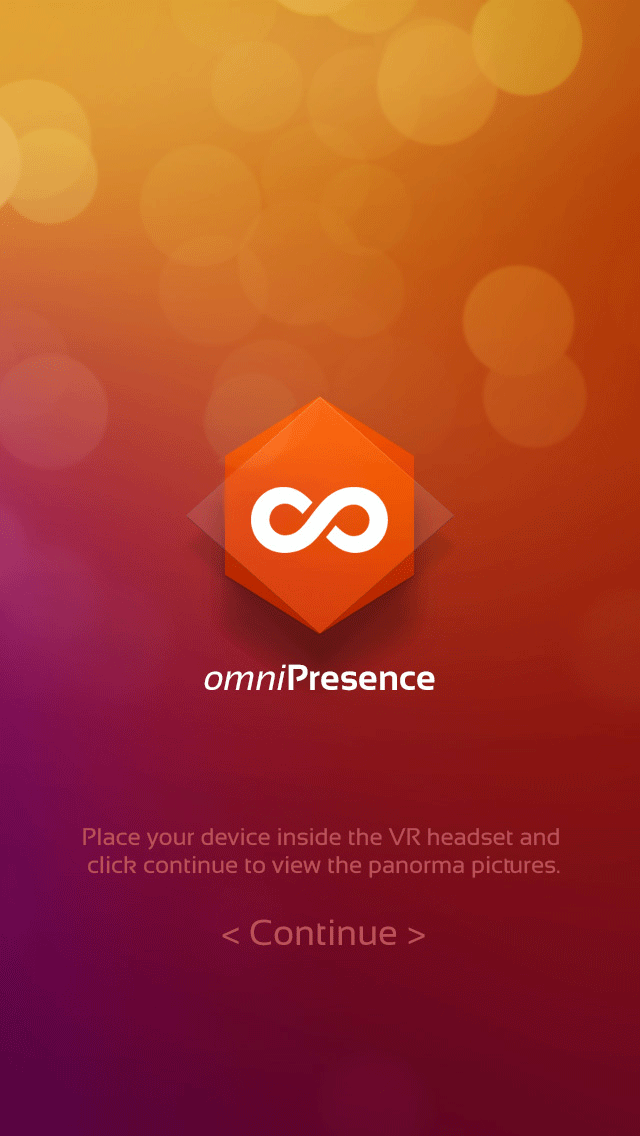 omniPresence
Place your device inside the VR headset and
click continue to view the panorma pictures.
< Continue >